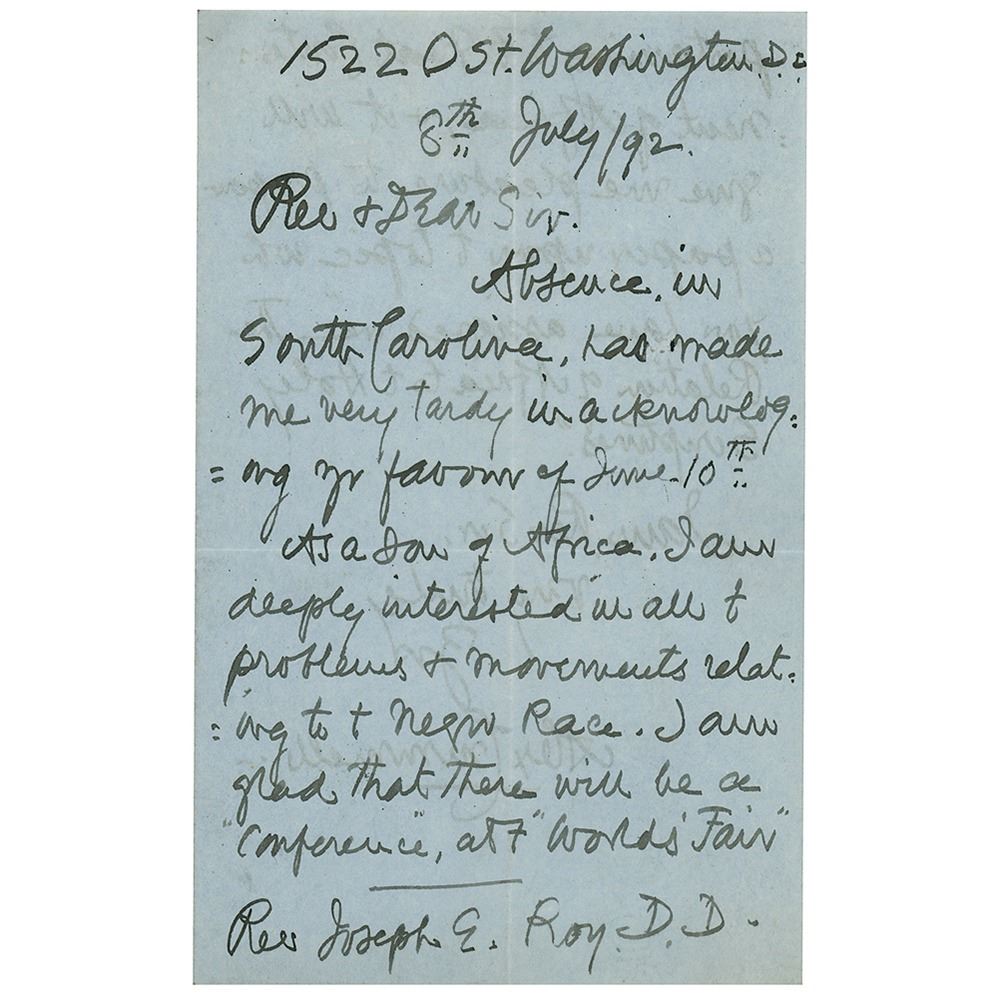 1522 O St. Washington. D.C.
8th July/92.
Rev & Dear Sir.
Absence, in
South Carolina, has made
me very tardy in acknowlog:
=ing yr favour of June. 10th
As a son of Africa. I am
deeply interested in all t
problems & movements relat:
:ing to t Negro Race. I am
glad that there will be a
"Conference", at t "Worlds' Fair"
Rev Joseph E. Roy. D. D.